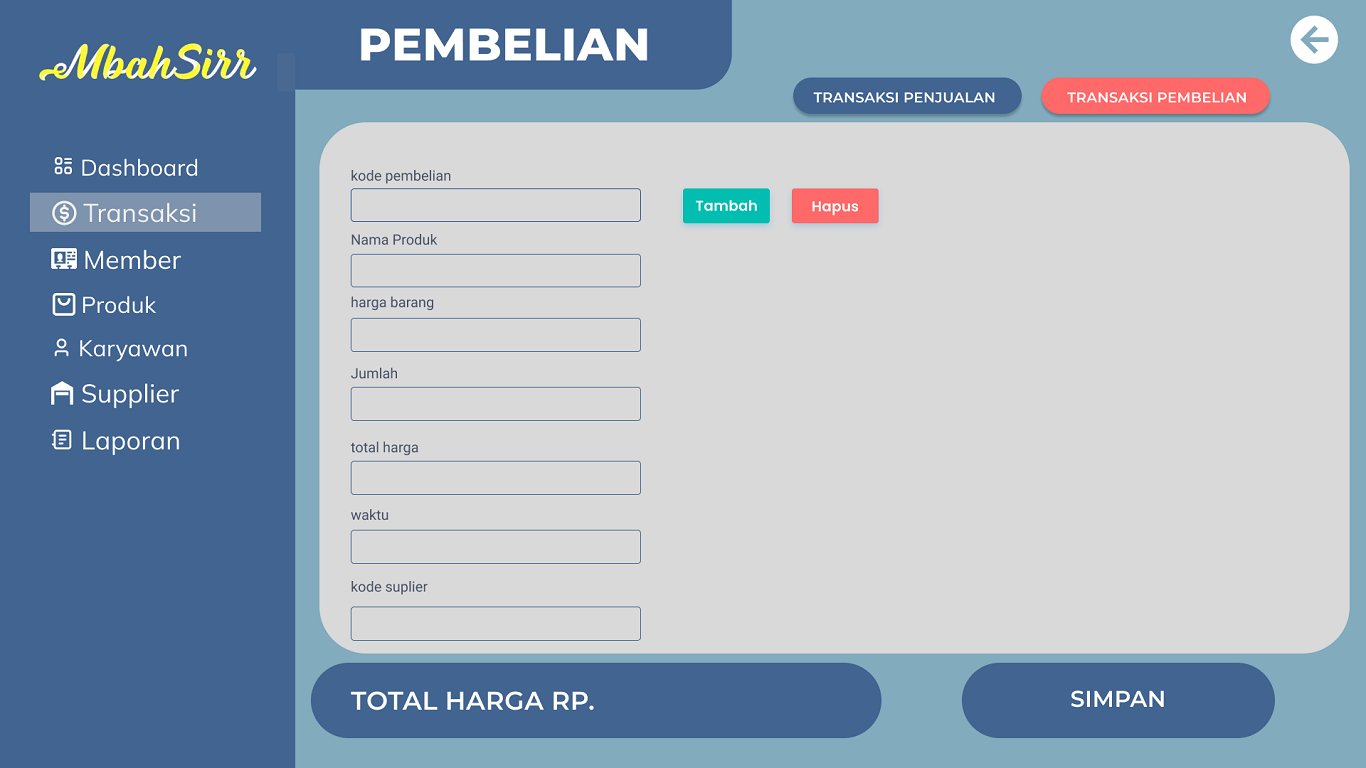 MbahSirr
Dashboard
Transaksi
Member
Produk
Karyawan
Supplier
Laporan
PEMBELIAN
TRANSAKSI PENJUALAN
TRANSAKSI PEMBELIAN
kode pembelian
Tambah
Hapus
Nama Produk
harga barang
Jumlah
total harga
waktu
kode suplier
TOTAL HARGA RP.
SIMPAN